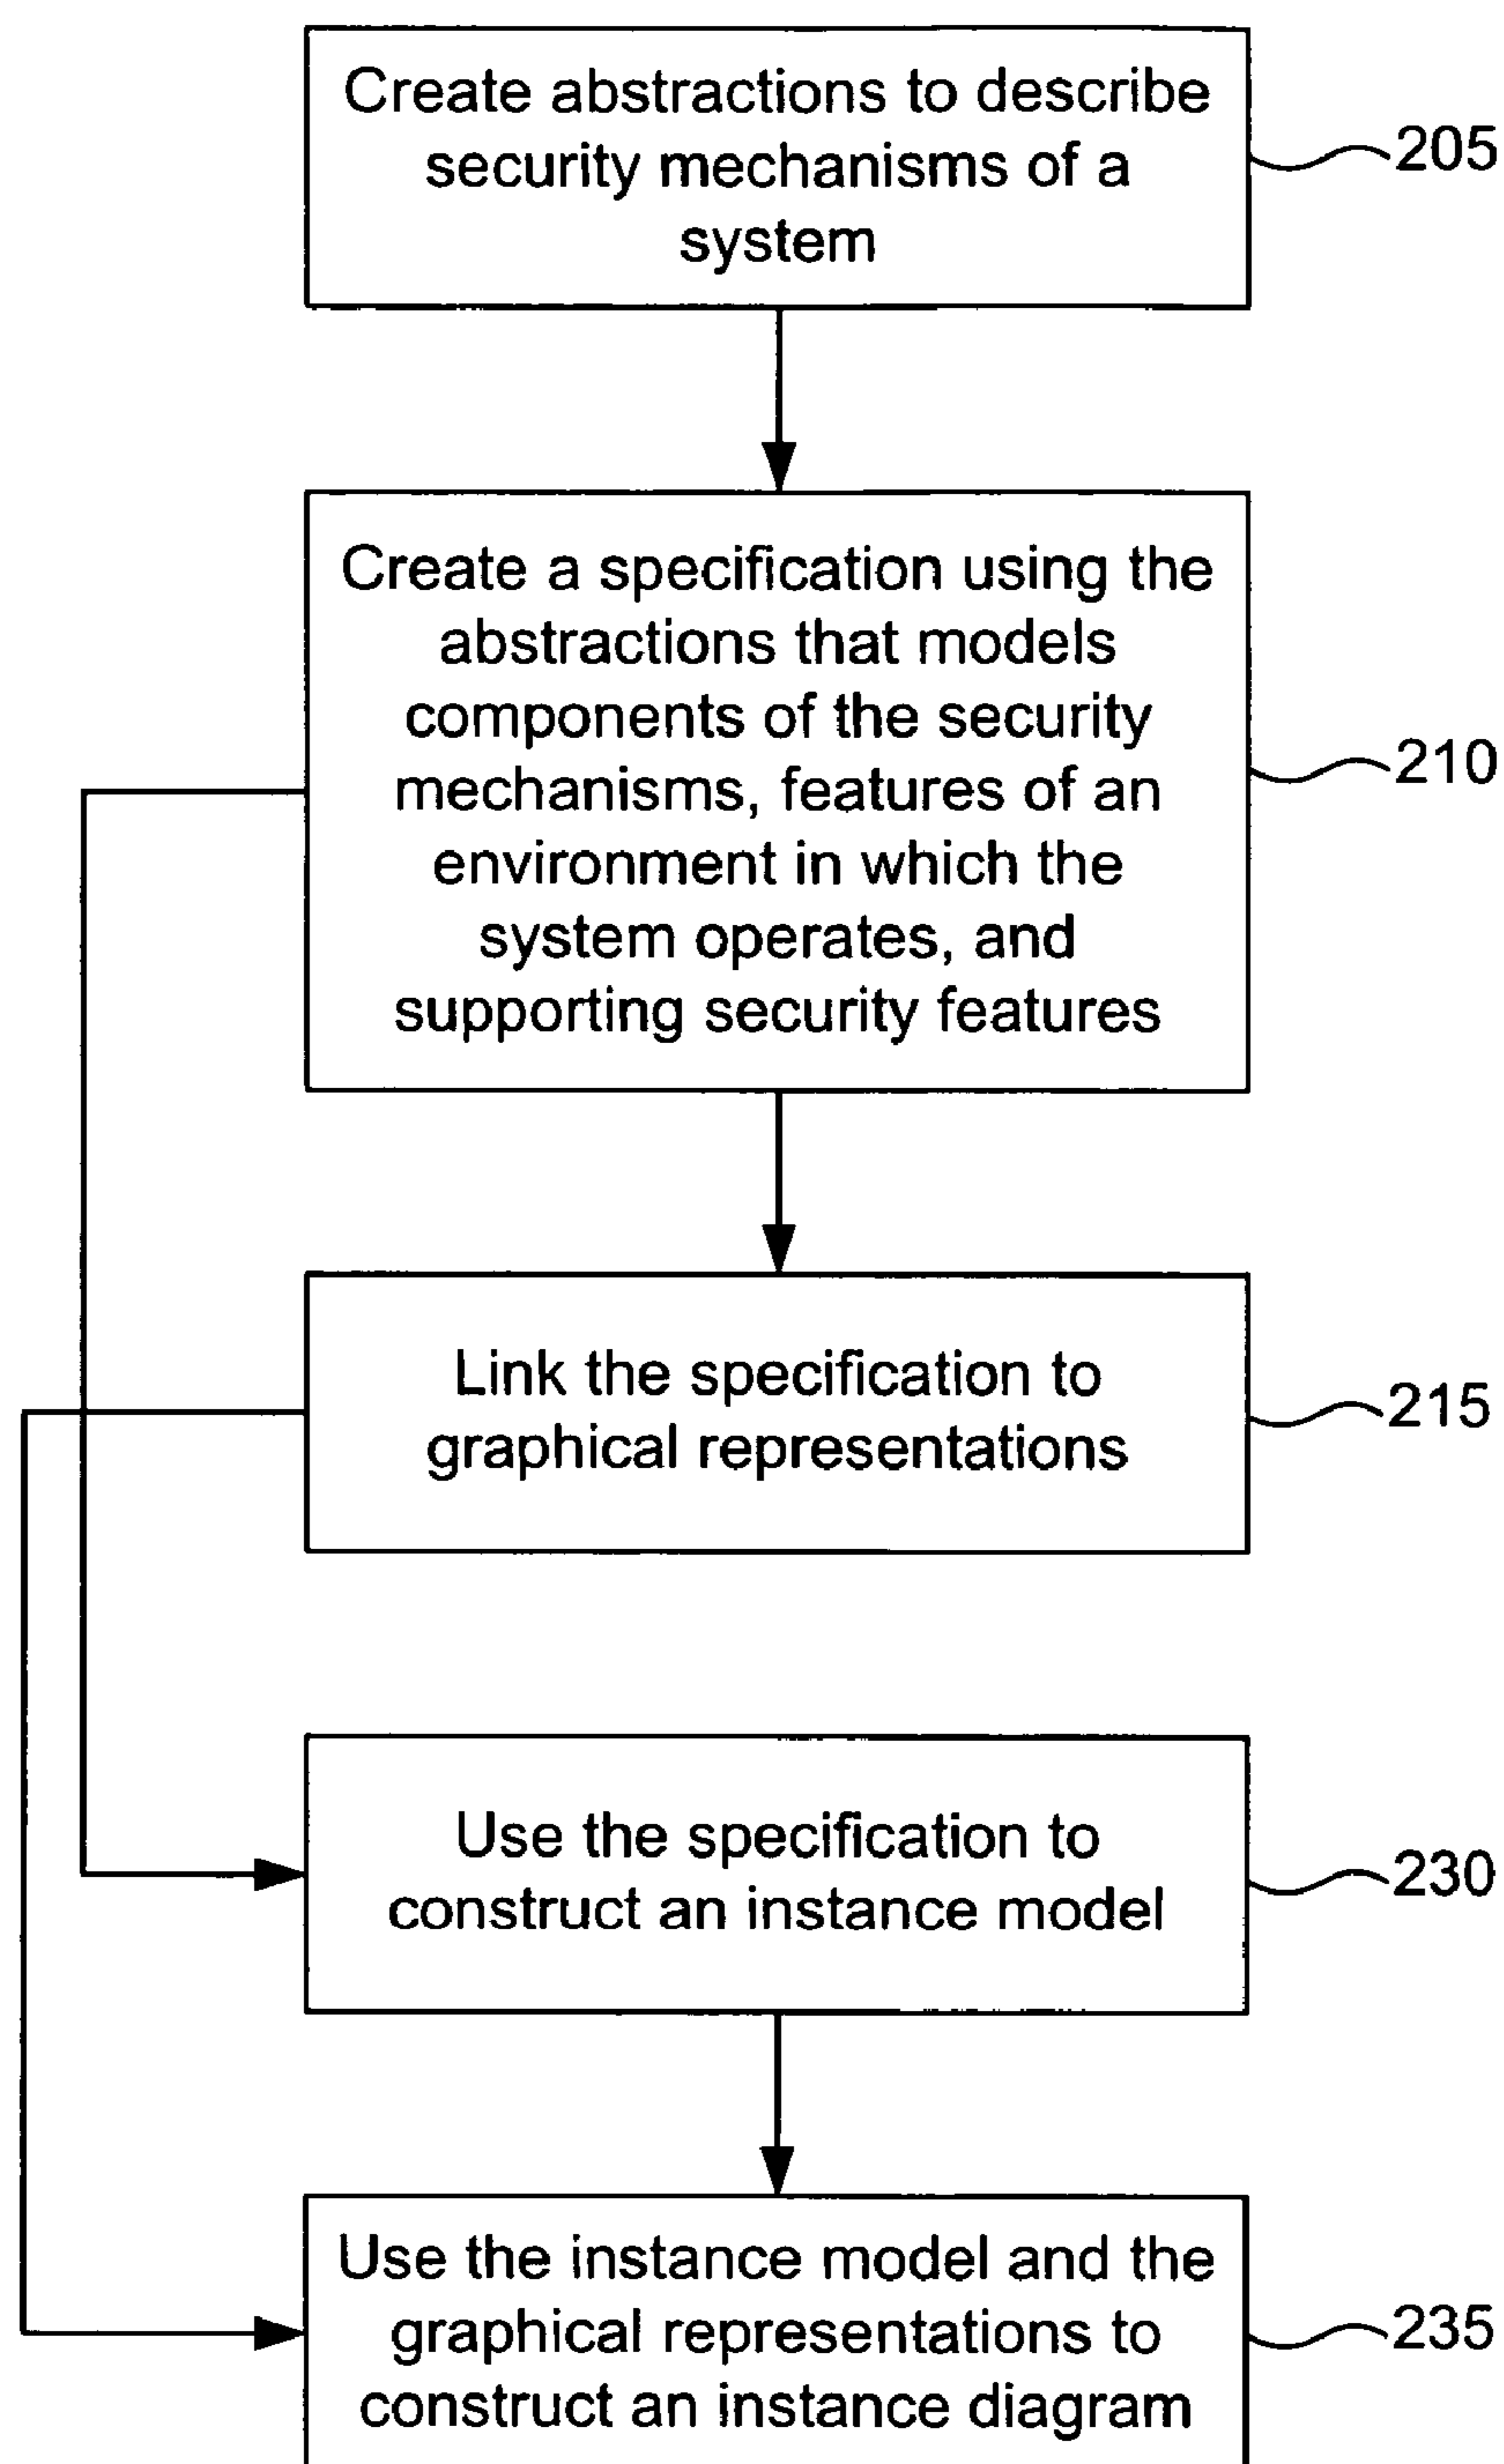 Create abstractions to describe
security mechanisms of a
system
205
Create a specification using the
abstractions that models
components of the security
mechanisms, features of an
environment in which the
system operates, and
supporting security features
210
Link the specification to
graphical representations
215
Use the specification to
construct an instance model
230
Use the instance model and the
graphical representations to
construct an instance diagram
235